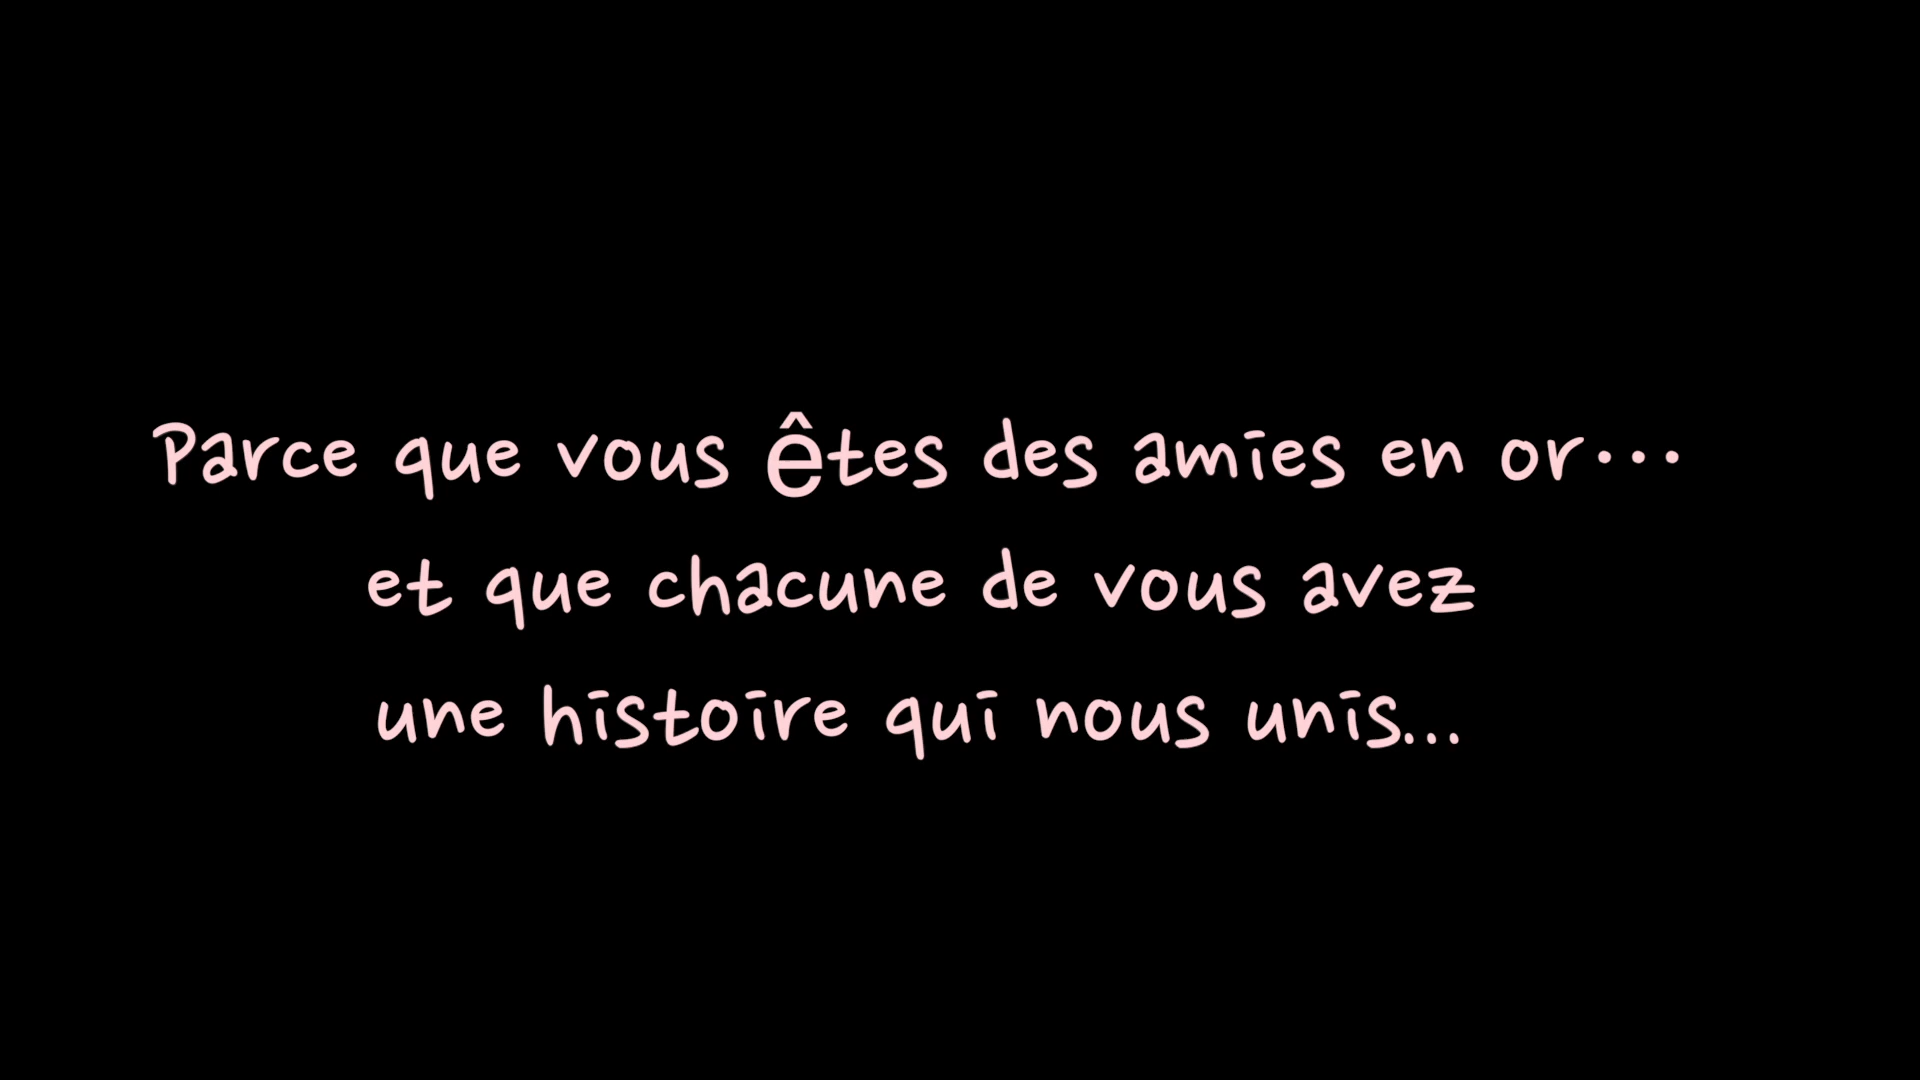 Parce que vous êtes des amies en or...
et que chacune de vous avez
une histoire qui nous unis...